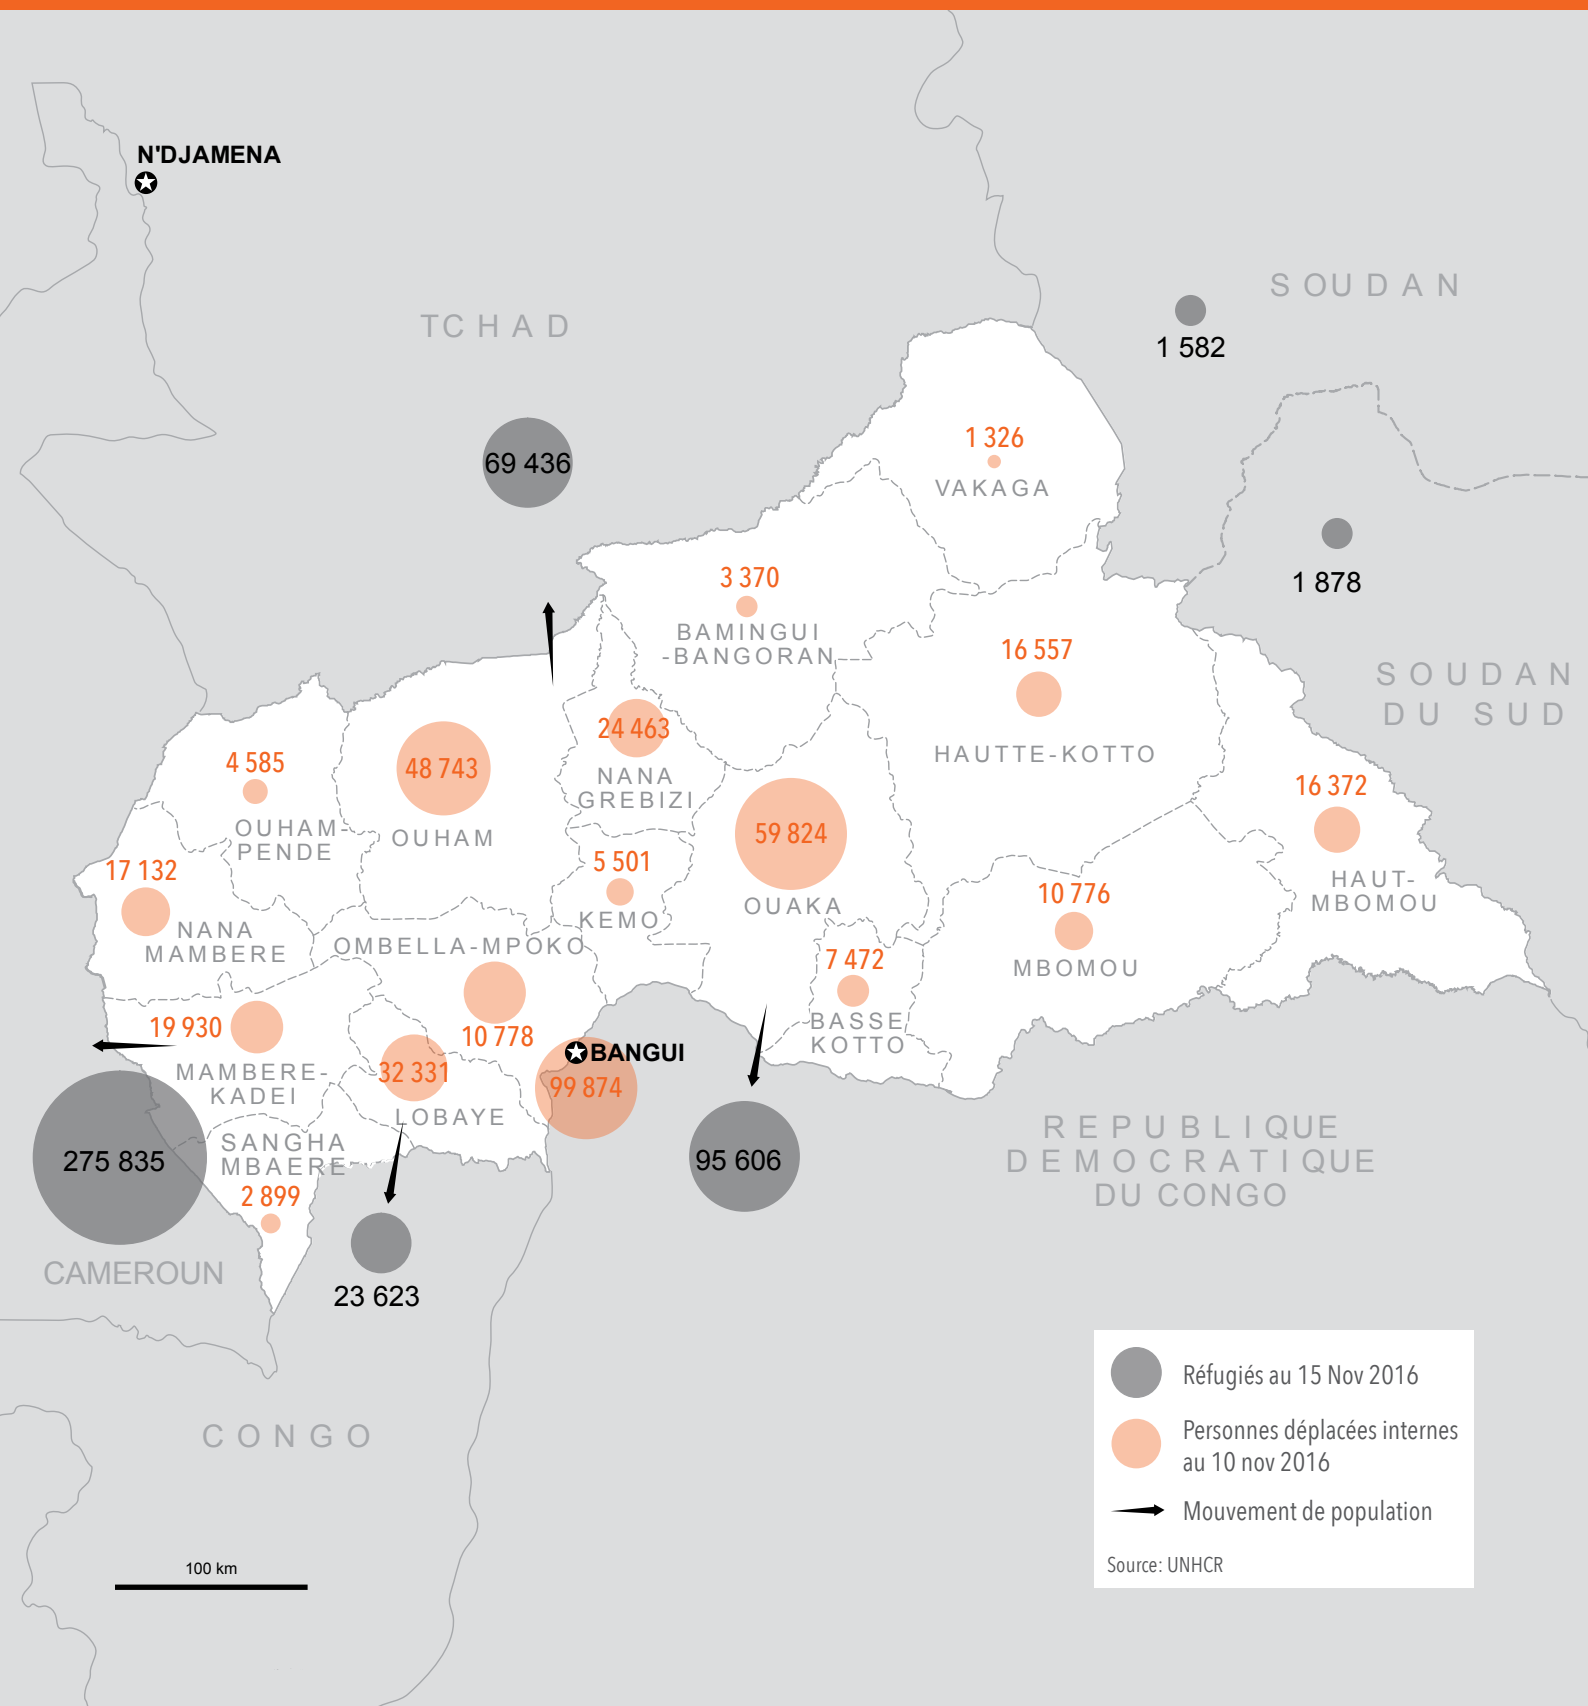 N'DJAMENA
SOUDAN
TCHAD
1 582
1 326
VAKAGA
69 436
1 878
3 370
BAMINGUI
-BANGORAN
16 557
HAUTTE-KOTTO
SOUDAN
DU SUD
24 463
NANA
GREBIZI
4 585
OUHAM-
PENDE
48 743
OUHAM
59 824
OUAKA
16 372
HAUT-
MBOMOU
17 132
NANA
MAMBERE
5 501
KEMO
10 776
MBOMOU
OMBELLA-MPOKO
10 778
7 472
BASSE
KOTTO
19 930
MAMBERE-
KADEI
32 331
LOBAYE
BANGUI
99 874
275 835
CAMEROUN
SANGHA
MBAERE
2 899
95 606
REPUBLIQUE
DEMOCRATIQUE
DU CONGO
23 623
CONGO
Réfugiés au 15 Nov 2016
Personnes déplacées internes
au 10 nov 2016
Mouvement de population
Source: UNHCR
100 km